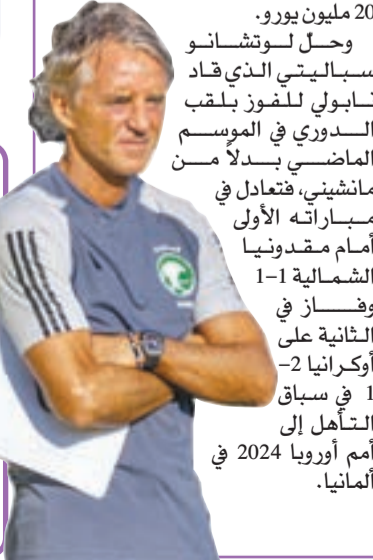 20 مليون يورو.
وحلّ لوتشانو
سباليتي الذي قاد
نابولي للفوز بلقب
الدوري في الموسم
الماضي بدلاً من
مانشيني، فتعادل في
مباراته الأولى
أمام مقدونيا
الشمالية 1-1
وفاز في
الثانية على
أوكرانيا 2-
1 في سباق
التأهل إلى
أمم أوروبا 2024 في
ألمانيا.